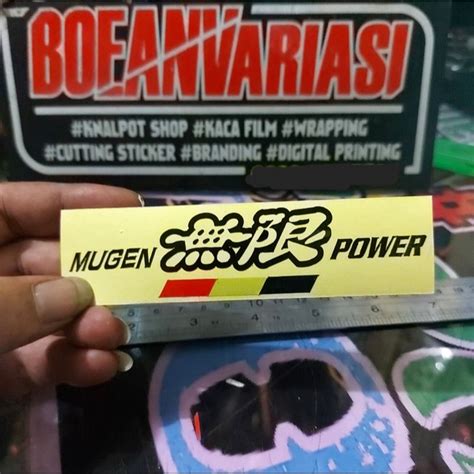 BOEANVARIASI
#KNALPOT SHOP #KACA FILM #WRAPPING
#CUTTING STICKER #BRANDING #DIGITAL PRINTING
MUGEN 無限 POWER